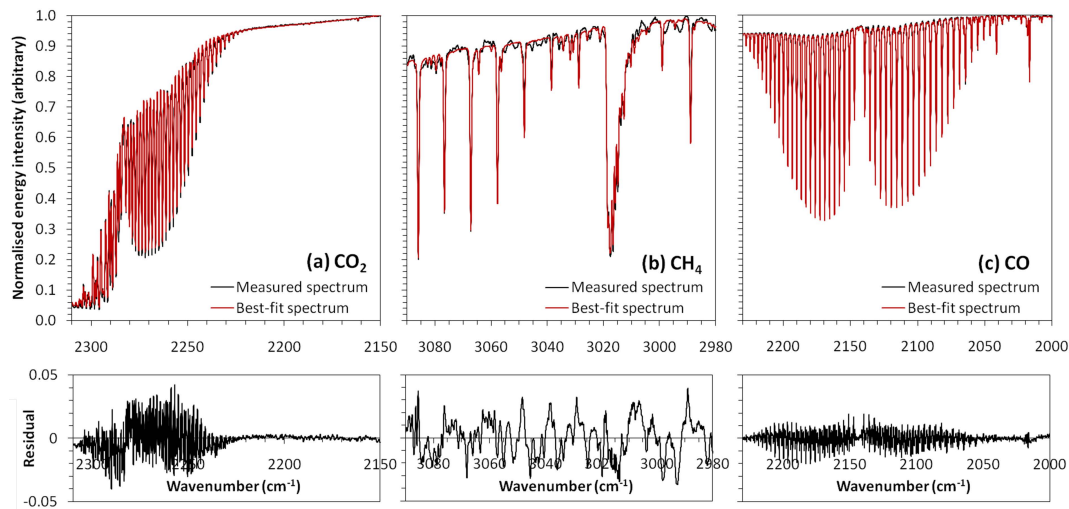 Normalised energy intensity (arbitrary)
1.0
0.9
0.8
0.7
0.6
0.5
0.4
0.3
0.2
0.1
0.0
(a) CO₂
Measured spectrum
Best-fit spectrum
2300 2250 2200 2150
(b) CH₄
Measured spectrum
Best-fit spectrum
3080 3060 3040 3020 3000 2980
(c) CO
Measured spectrum
Best-fit spectrum
2200 2150 2100 2050 2000
Residual
0.05
0
-0.05
2300 2250 2200 2150
Wavenumber (cm⁻¹)
3080 3060 3040 3020 3000 2980
Wavenumber (cm⁻¹)
2200 2150 2100 2050 2000
Wavenumber (cm⁻¹)